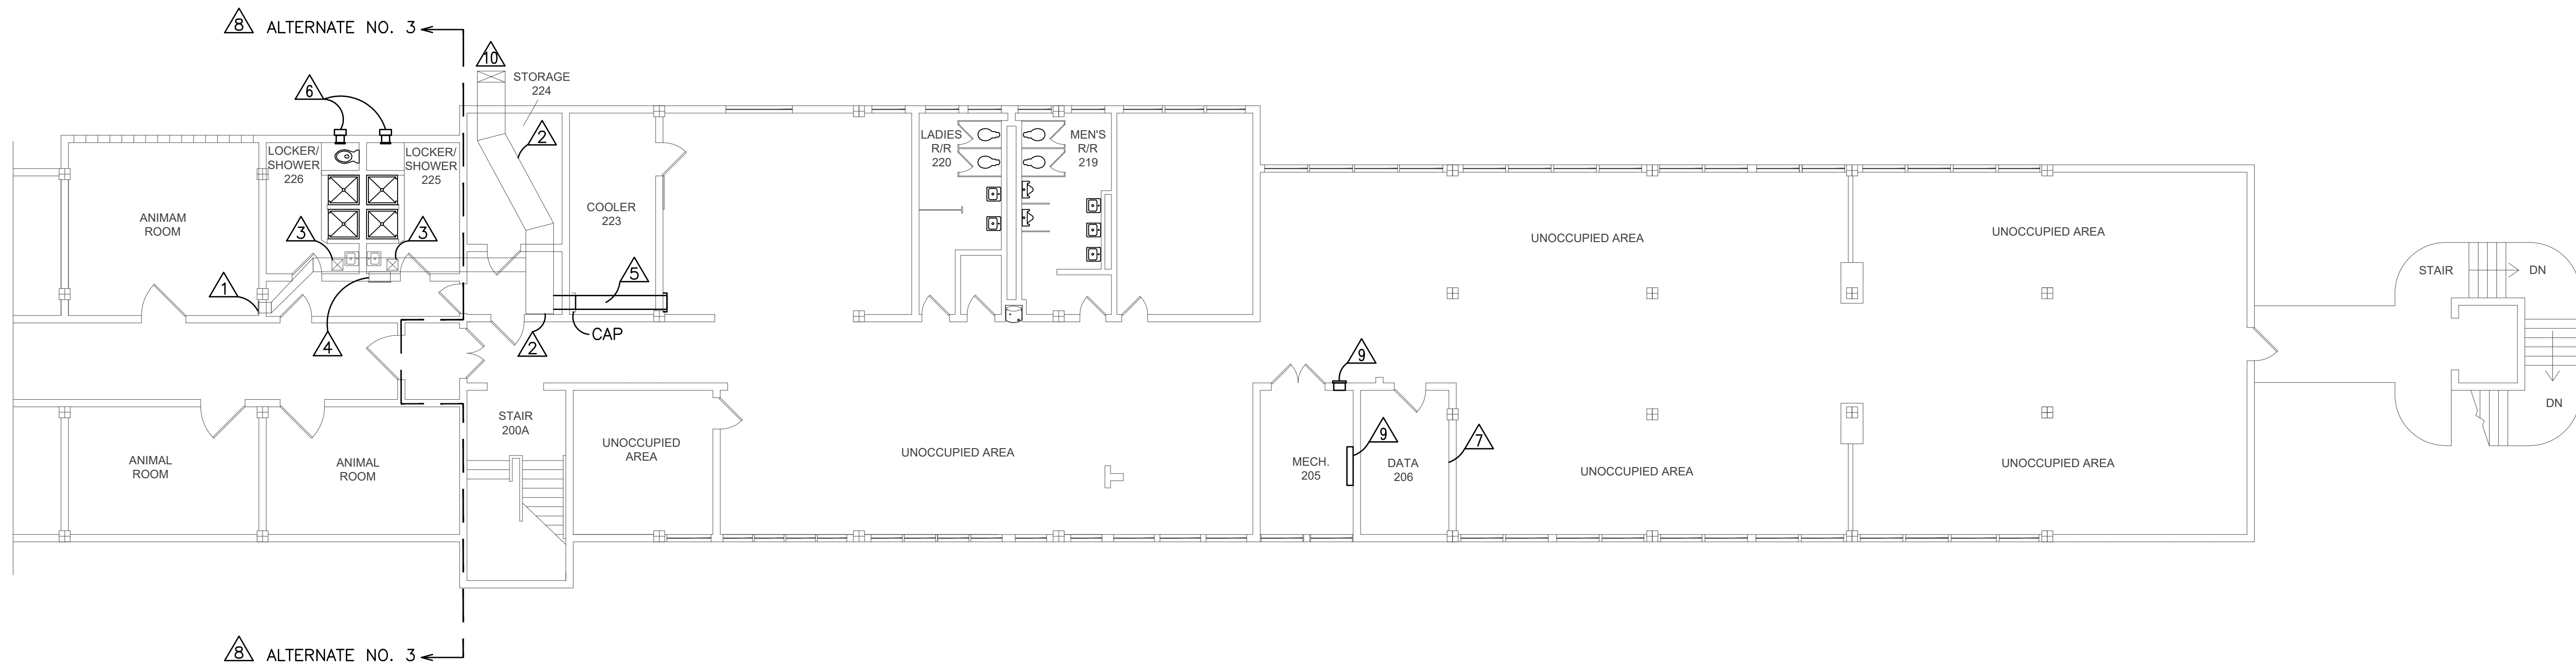 8 ALTERNATE NO. 3
10
STORAGE
224
6
2
LOCKER/
SHOWER
226
LOCKER/
SHOWER
225
LADIES
R/R
220
MEN'S
R/R
219
ANIMAM
ROOM
COOLER
223
3
3
UNOCCUPIED AREA
UNOCCUPIED AREA
STAIR
DN
1
5
4
2
CAP
9
DN
STAIR
200A
UNOCCUPIED
AREA
UNOCCUPIED AREA
9
7
ANIMAL
ROOM
ANIMAL
ROOM
MECH.
205
DATA
206
UNOCCUPIED AREA
UNOCCUPIED AREA
8 ALTERNATE NO. 3